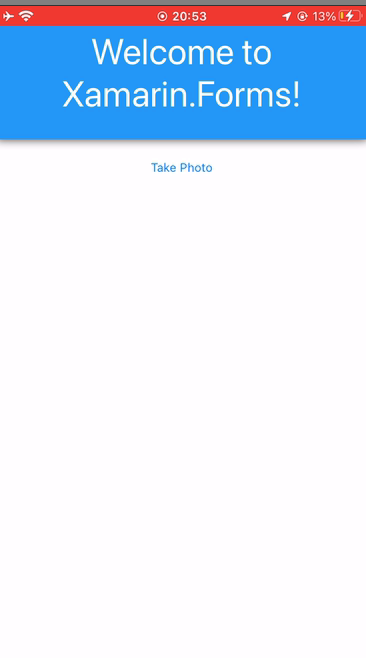 20:53
13%
Welcome to
Xamarin.Forms!
Take Photo